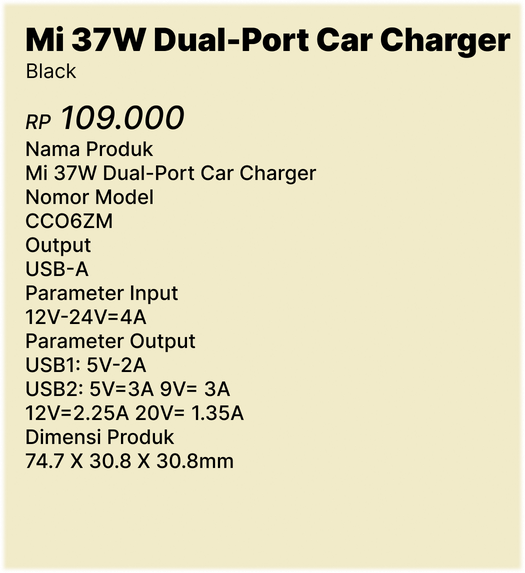 Mi 37W Dual-Port Car Charger
Black
RP 109.000
Nama Produk
Mi 37W Dual-Port Car Charger
Nomor Model
CCO6ZM
Output
USB-A
Parameter Input
12V-24V=4A
Parameter Output
USB1: 5V-2A
USB2: 5V=3A 9V= 3A
12V=2.25A 20V= 1.35A
Dimensi Produk
74.7 X 30.8 X 30.8mm